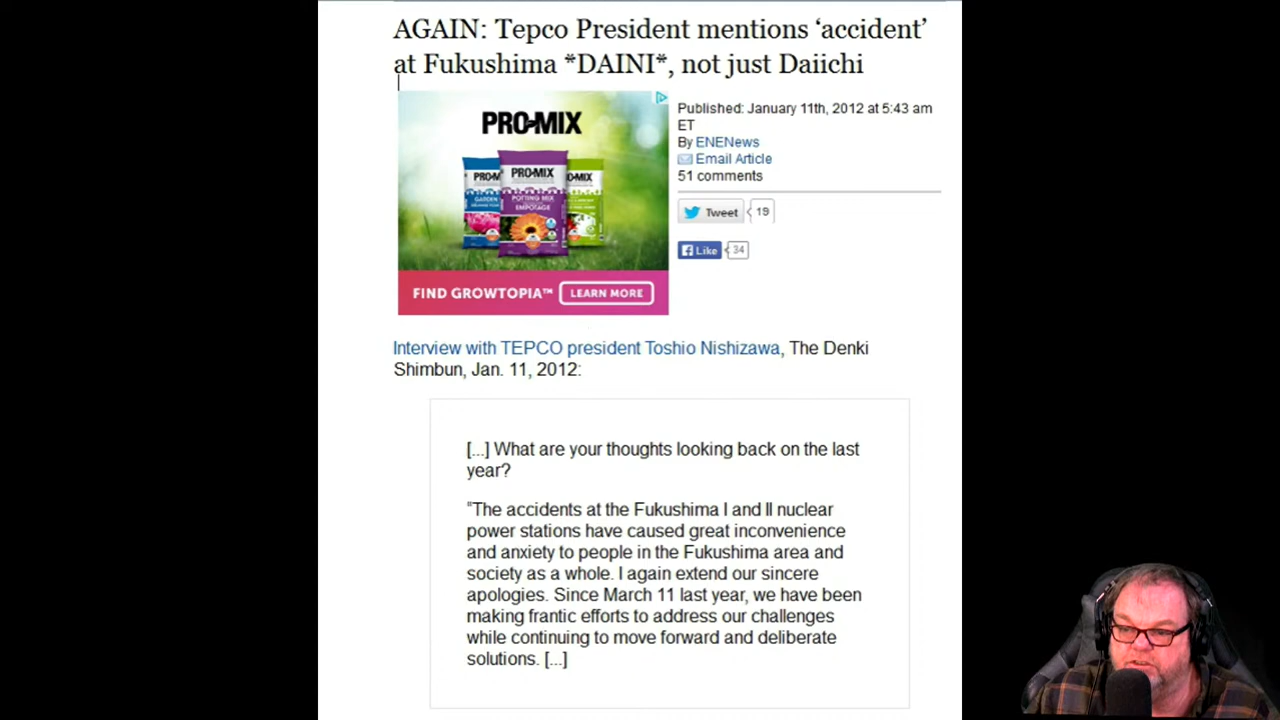 AGAIN: Tepco President mentions ‘accident’
at Fukushima *DAINI*, not just Daiichi
PRO-MIX
PRO-MIX
POTTING MIX
GARDEN
FIND GROWTOPIA™ LEARN MORE
Published: January 11th, 2012 at 5:43 am
ET
By ENENews
Email Article
51 comments
Tweet 19
Like 34
Interview with TEPCO president Toshio Nishizawa, The Denki
Shimbun, Jan. 11, 2012:
[...] What are your thoughts looking back on the last
year?
“The accidents at the Fukushima I and II nuclear
power stations have caused great inconvenience
and anxiety to people in the Fukushima area and
society as a whole. I again extend our sincere
apologies. Since March 11 last year, we have been
making frantic efforts to address our challenges
while continuing to move forward and deliberate
solutions. [...]